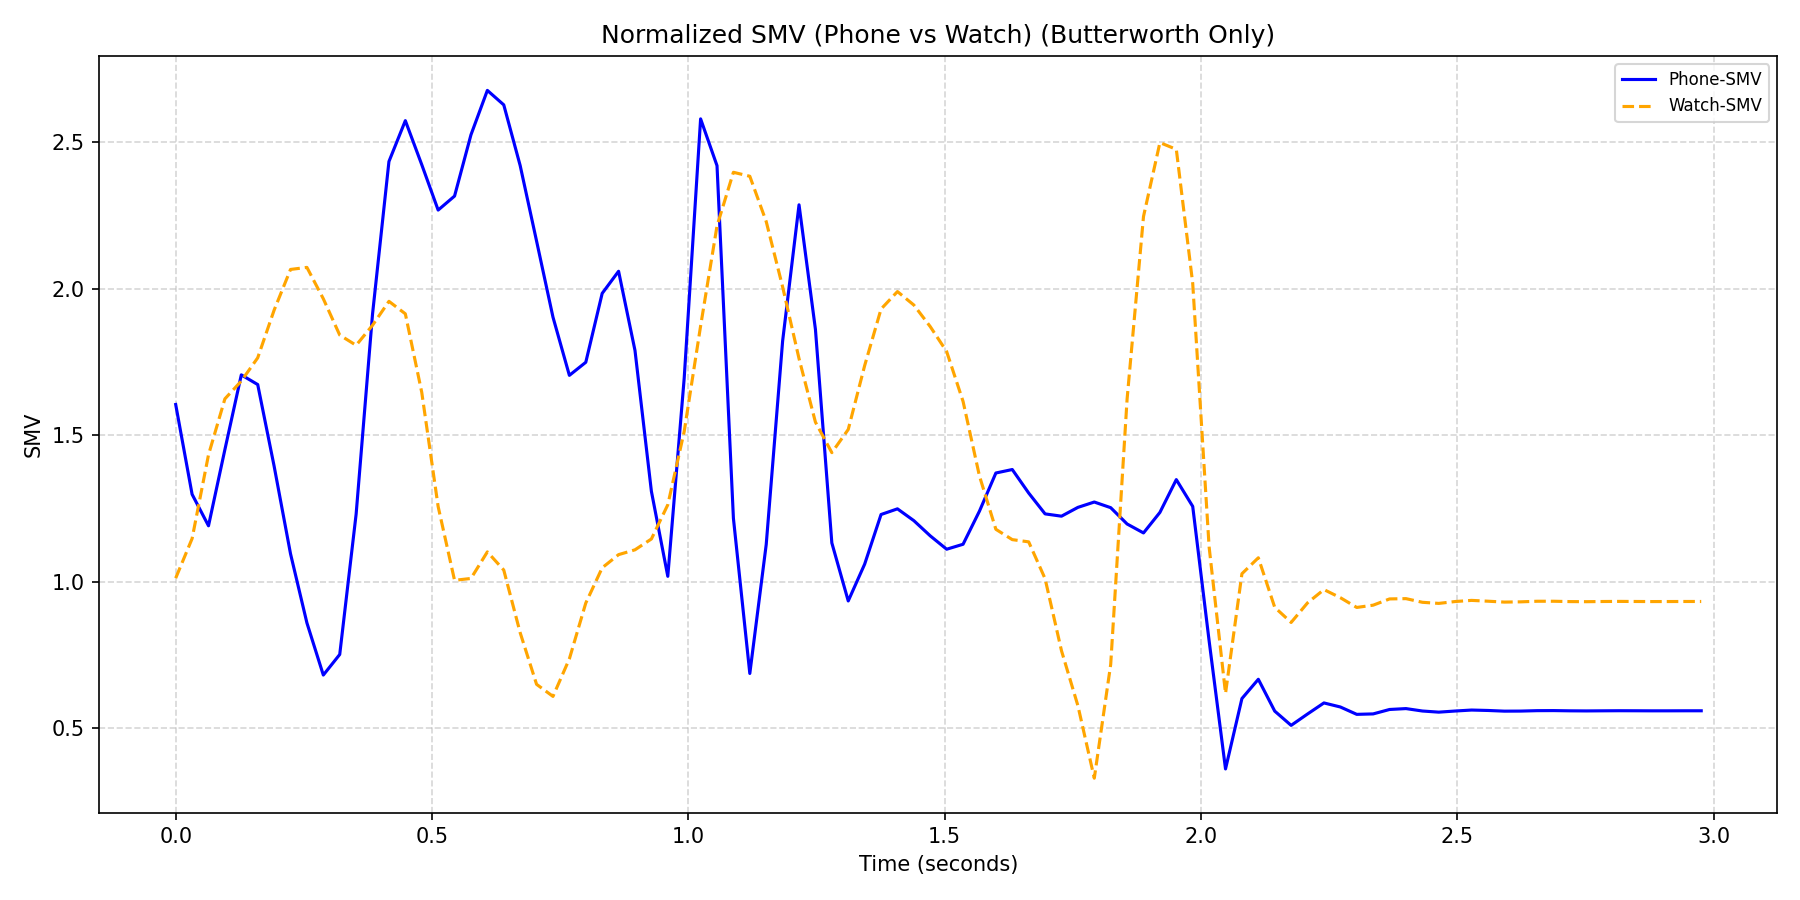 Normalized SMV (Phone vs Watch) (Butterworth Only)
Phone-SMV
Watch-SMV
SMV
2.5
2.0
1.5
1.0
0.5
0.0 0.5 1.0 1.5 2.0 2.5 3.0
Time (seconds)